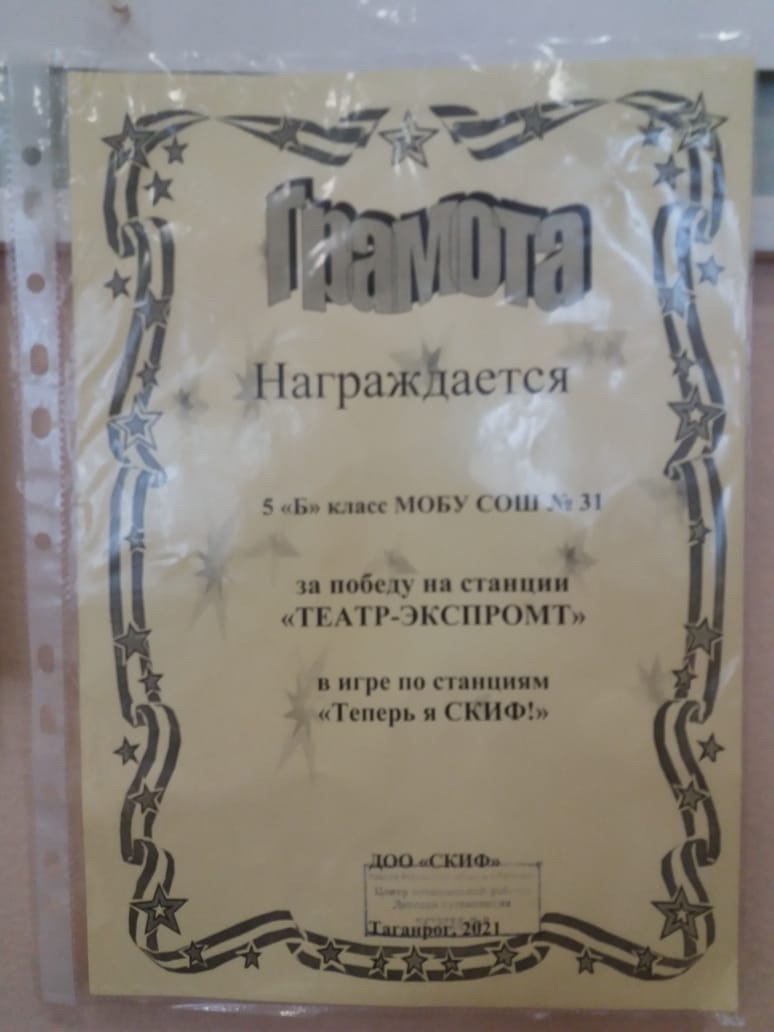 Грамота
Награждается
5 «Б» класс МОБУ СОШ № 31
за победу на станции
«ТЕАТР-ЭКСПРОМТ»
в игре по станциям
«Теперь я СКИФ!»
ДОО «СКИФ»
Центр
Таганрог, 2021